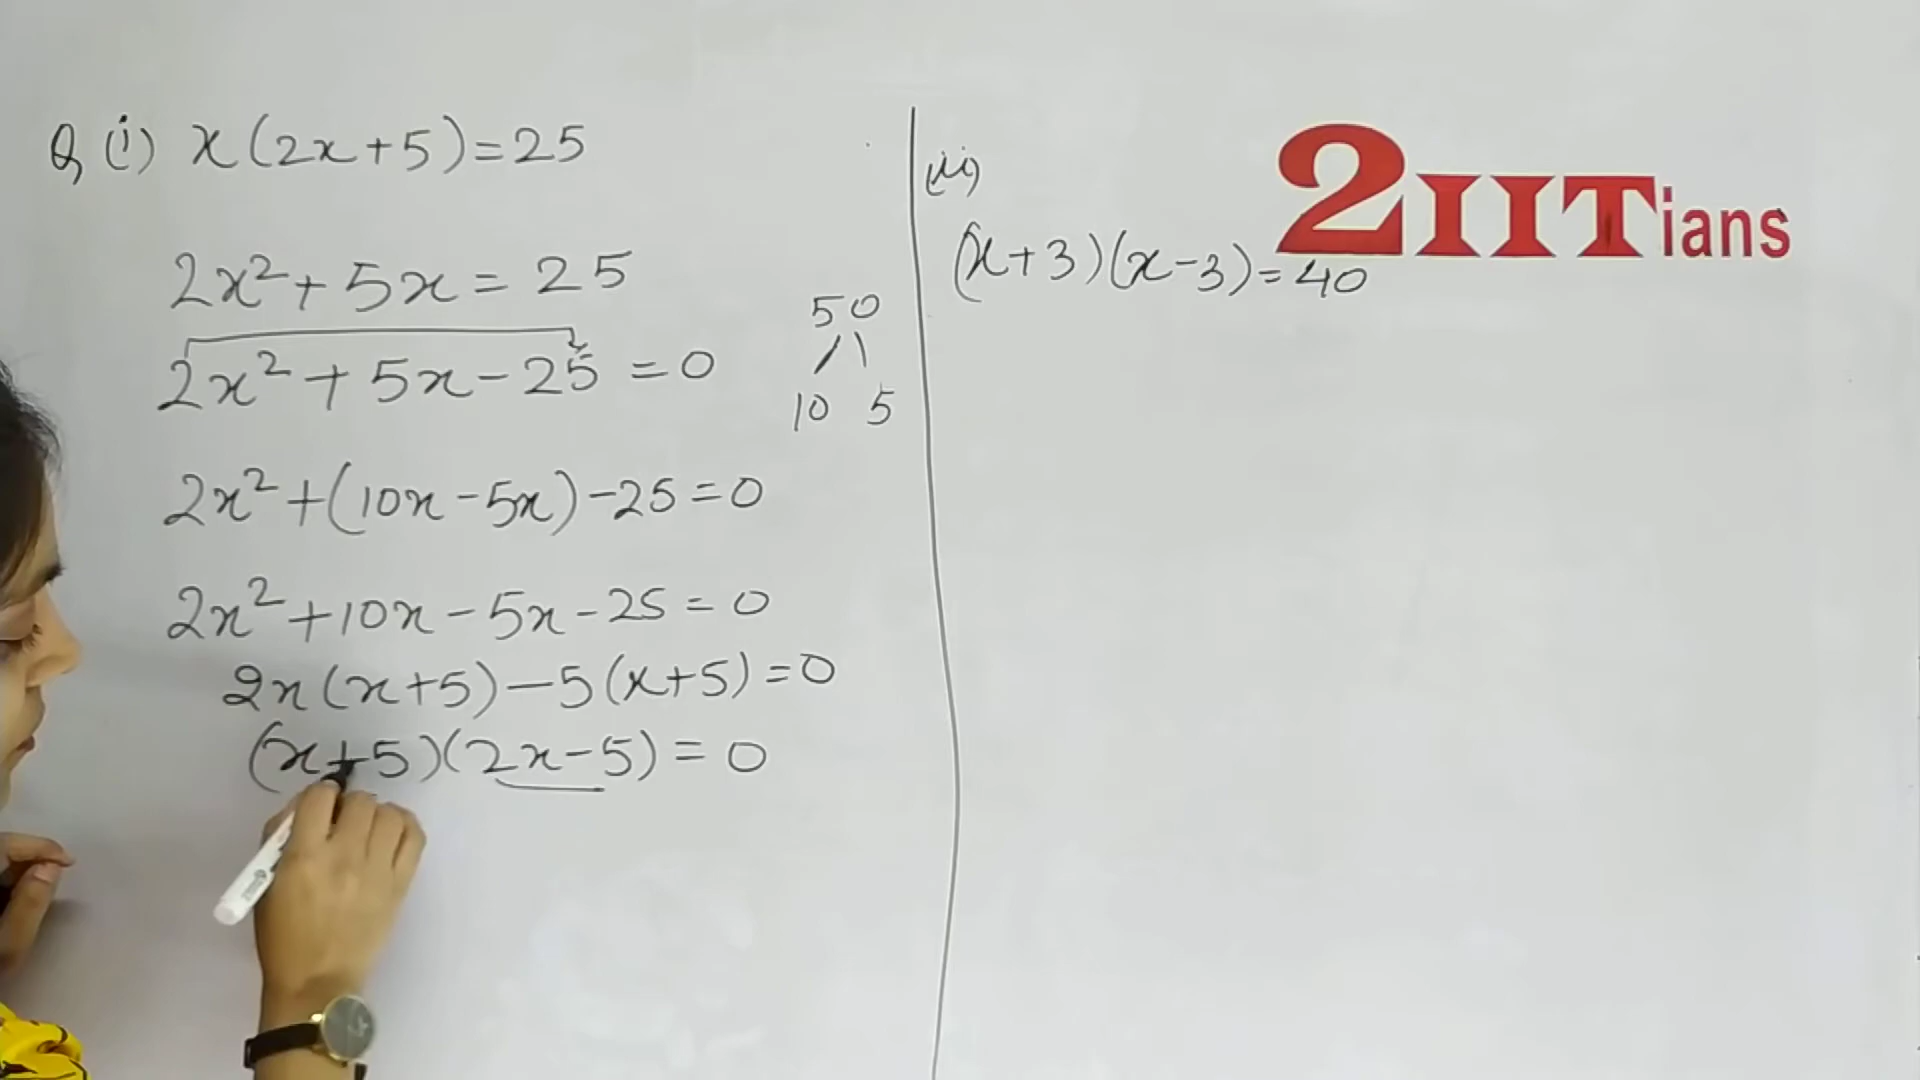 Q (i) x(2x+5)=25
2x²+5x=25
2x²+5x-25=0
50
10 5
2x²+(10x-5x)-25=0
2x²+10x-5x-25=0
2x(x+5)-5(x+5)=0
(x+5)(2x-5)=0
2IITians
(x+3)(x-3)=40